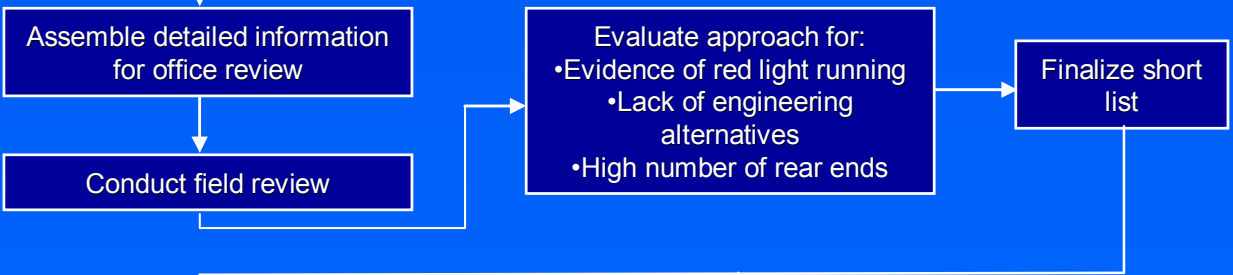 Assemble detailed information
for office review
Conduct field review
Evaluate approach for:
•Evidence of red light running
•Lack of engineering
alternatives
•High number of rear ends
Finalize short
list